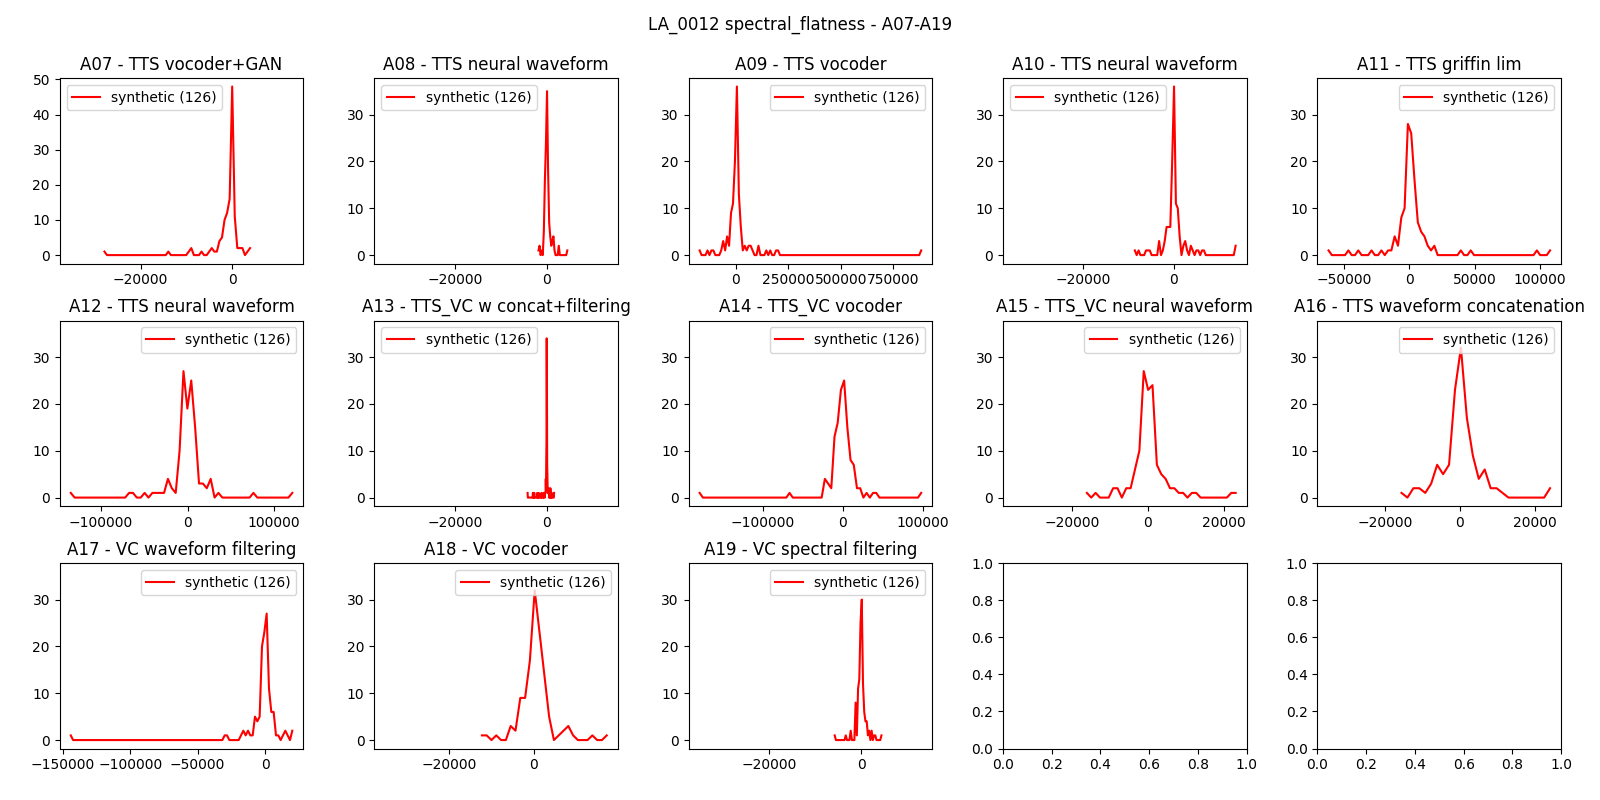 LA_0012 spectral_flatness - A07-A19
A07 - TTS vocoder+GAN
synthetic (126)
50
40
30
20
10
0
−20000 0
A08 - TTS neural waveform
synthetic (126)
30
20
10
0
−20000 0
A09 - TTS vocoder
synthetic (126)
30
20
10
0
0 250000 500000 750000
A10 - TTS neural waveform
synthetic (126)
30
20
10
0
−20000 0
A11 - TTS griffin lim
synthetic (126)
30
20
10
0
−50000 0 50000 100000
A12 - TTS neural waveform
synthetic (126)
30
20
10
0
−100000 0 100000
A13 - TTS_VC w concat+filtering
synthetic (126)
30
20
10
0
−20000 0
A14 - TTS_VC vocoder
synthetic (126)
30
20
10
0
−100000 0 100000
A15 - TTS_VC neural waveform
synthetic (126)
30
20
10
0
−20000 0 20000
A16 - TTS waveform concatenation
synthetic (126)
30
20
10
0
−20000 0 20000
A17 - VC waveform filtering
synthetic (126)
30
20
10
0
−150000 −100000 −50000 0
A18 - VC vocoder
synthetic (126)
30
20
10
0
−20000 0
A19 - VC spectral filtering
synthetic (126)
30
20
10
0
−20000 0
1.0
0.8
0.6
0.4
0.2
0.0
0.0 0.2 0.4 0.6 0.8 1.0
1.0
0.8
0.6
0.4
0.2
0.0
0.0 0.2 0.4 0.6 0.8 1.0